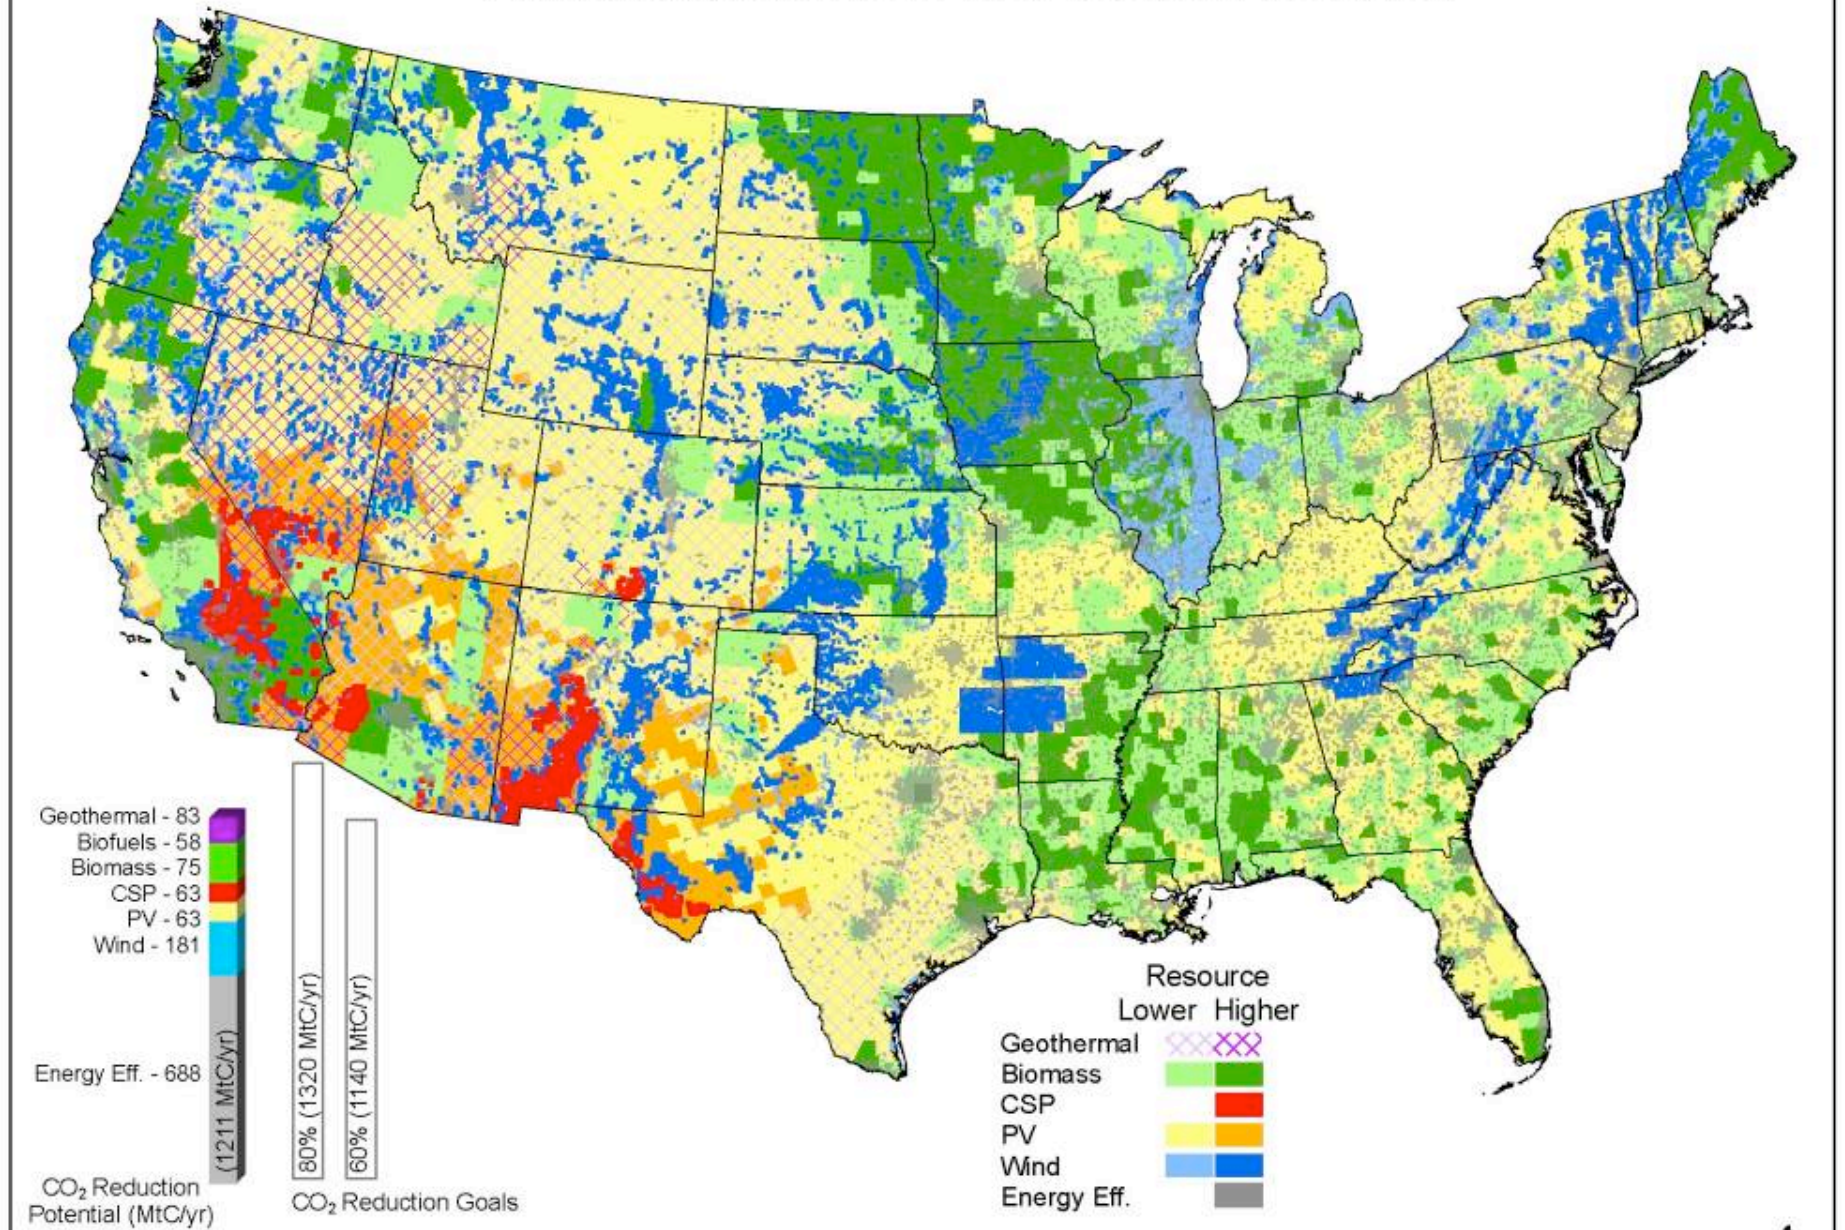 Geothermal - 83
Biofuels - 58
Biomass - 75
CSP - 63
PV - 63
Wind - 181
Energy Eff. - 688
(1211 MtC/yr)
CO₂ Reduction
Potential (MtC/yr)
80% (1320 MtC/yr)
60% (1140 MtC/yr)
CO₂ Reduction Goals
Resource
Lower Higher
Geothermal
Biomass
CSP
PV
Wind
Energy Eff.